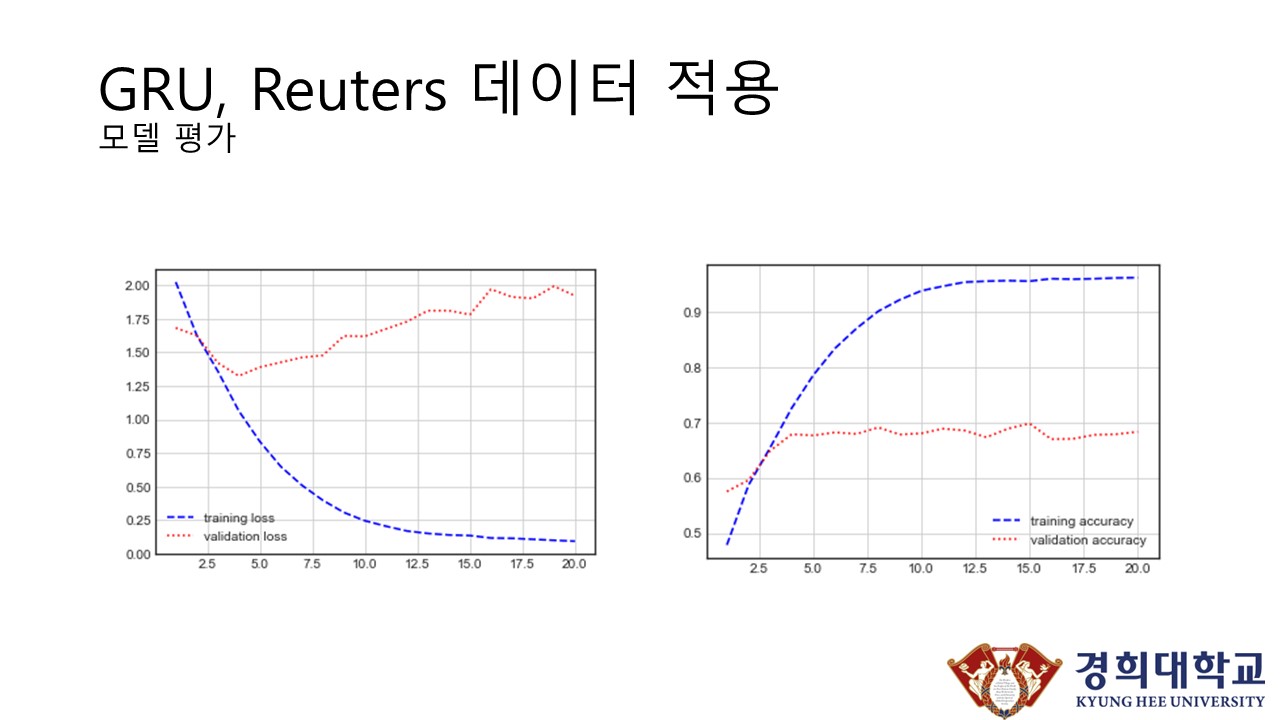 GRU, Reuters 데이터 적용
모델 평가
2.00
1.75
1.50
1.25
1.00
0.75
0.50
0.25
0.00
training loss
validation loss
2.5 5.0 7.5 10.0 12.5 15.0 17.5 20.0
0.9
0.8
0.7
0.6
0.5
training accuracy
validation accuracy
2.5 5.0 7.5 10.0 12.5 15.0 17.5 20.0
경희대학교
KYUNG HEE UNIVERSITY